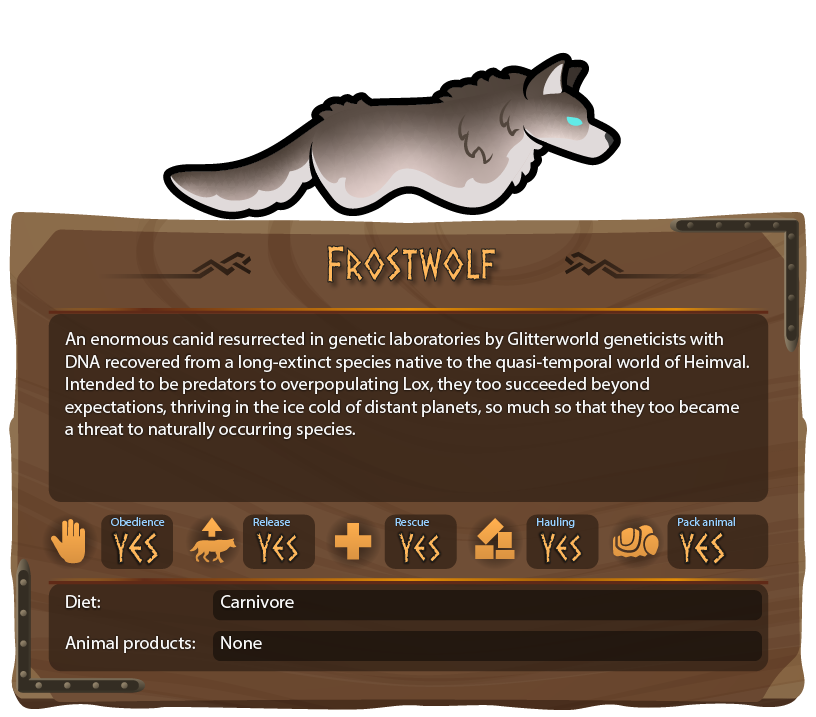 Frostwolf
An enormous canid resurrected in genetic laboratories by Glitterworld geneticists with
DNA recovered from a long-extinct species native to the quasi-temporal world of Heimval.
Intended to be predators to overpopulating Lox, they too succeeded beyond
expectations, thriving in the ice cold of distant planets, so much so that they too became
a threat to naturally occurring species.
Obedience Release Rescue Hauling Pack animal
YES YES YES YES YES
Diet: Carnivore
Animal products: None